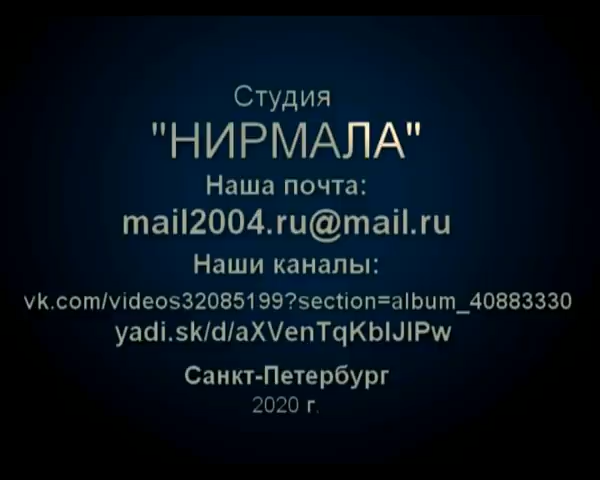 Студия
"НИРМАЛА"
Наша почта:
mail2004.ru@mail.ru
Наши каналы:
vk.com/videos32085199?section=album_40883330
yadi.sk/d/aXVenTqKbIJIPw
Санкт-Петербург
2020 г.